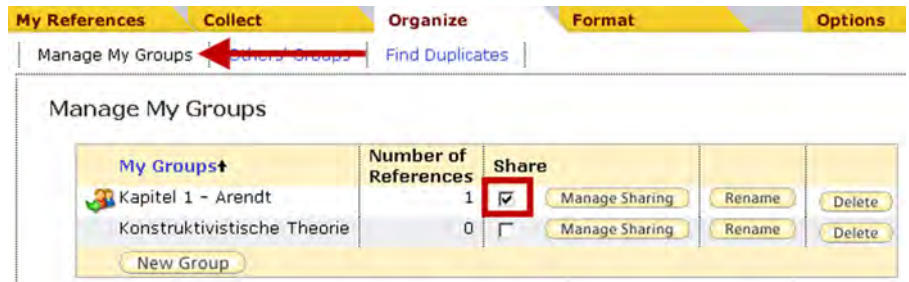 My References Collect Organize Format Options
Manage My Groups Others' Groups Find Duplicates
Manage My Groups
My Groups Number of References Share
Kapitel 1 - Arendt 1 Manage Sharing Rename Delete
Konstruktivistische Theorie 0 Manage Sharing Rename Delete
New Group